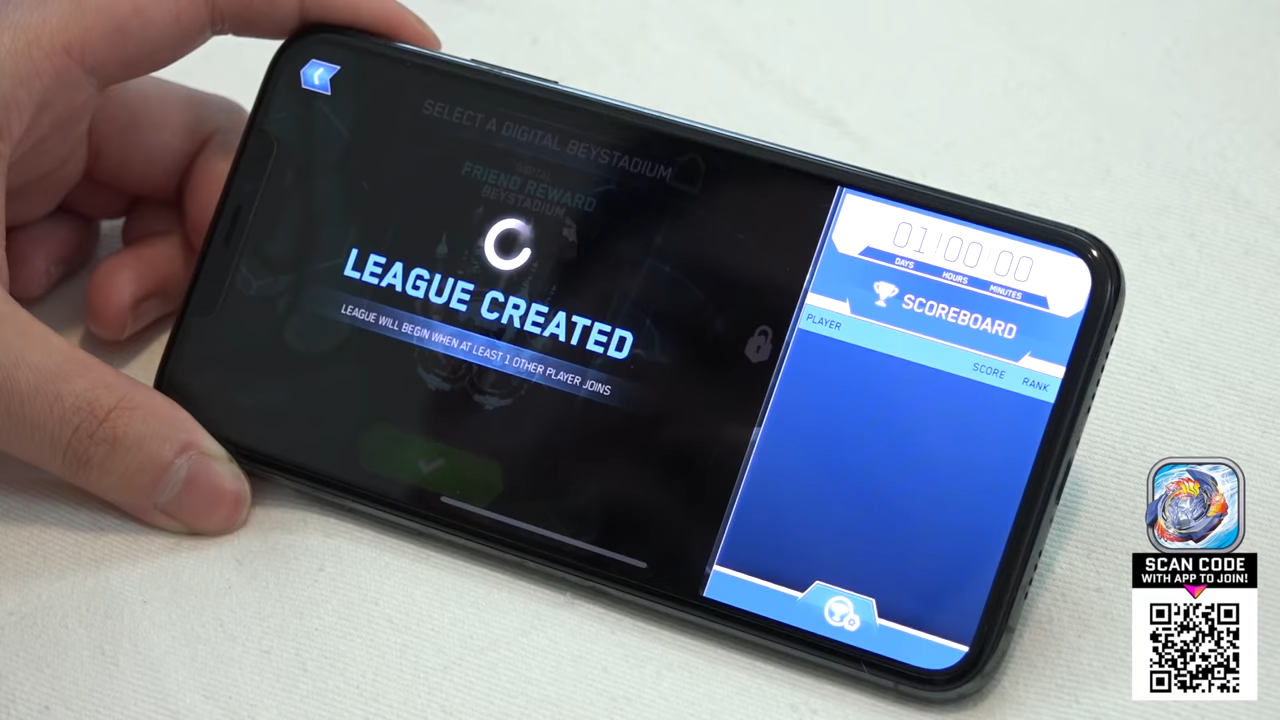 SELECT A DIGITAL BEYSTADIUM
DIGITAL
FRIEND REWARD
BEYSTADIUM
LEAGUE CREATED
LEAGUE WILL BEGIN WHEN AT LEAST 1 OTHER PLAYER JOINS
01:00:00
DAYS HOURS MINUTES
SCOREBOARD
PLAYER SCORE RANK
SCAN CODE
WITH APP TO JOIN!